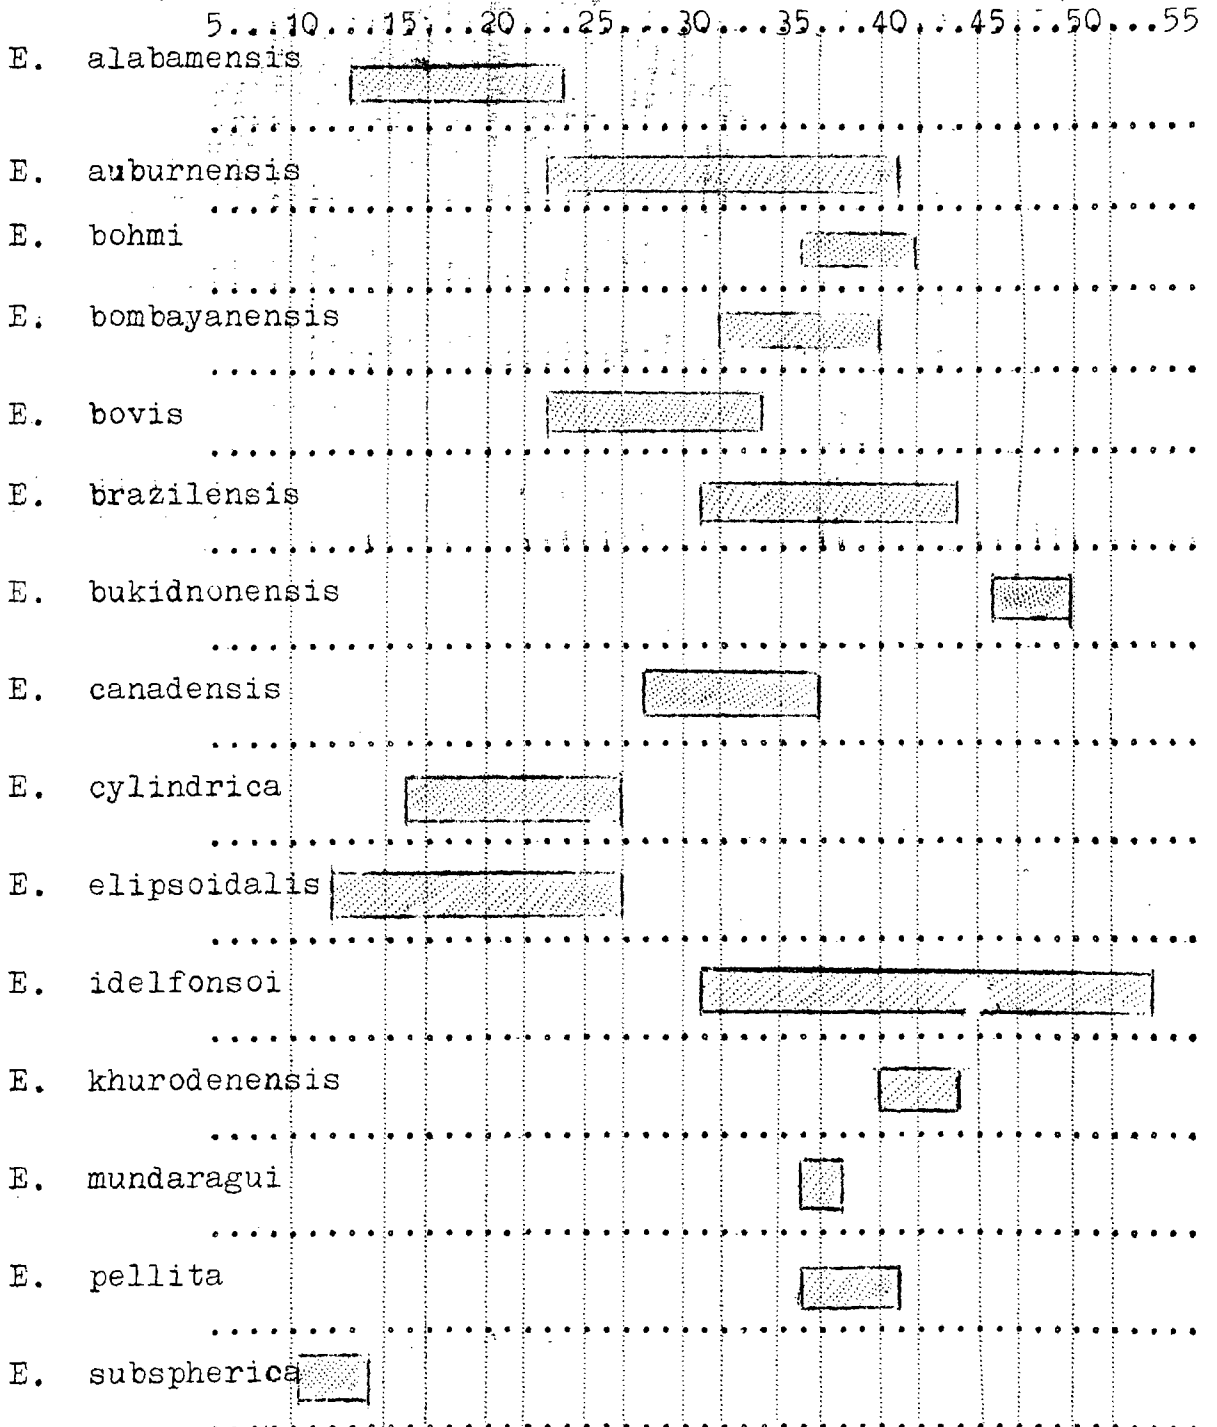 5...10...15...20...25...30...35...40...45...50...55
E. alabamensis
E. auburnensis
E. bohmi
E. bombayanensis
E. bovis
E. brazilensis
E. bukidnonensis
E. canadensis
E. cylindrica
E. elipsoidalis
E. idelfonsoi
E. khurodenensis
E. mundaragui
E. pellita
E. subspherica